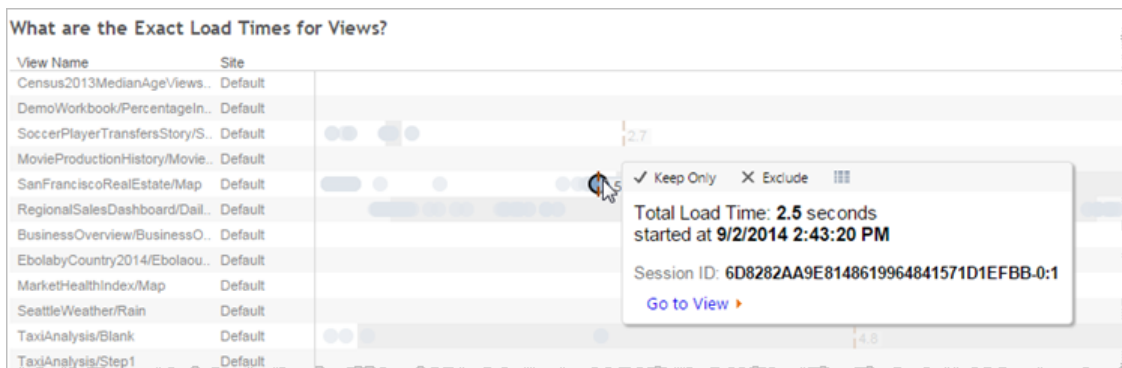 What are the Exact Load Times for Views?
View Name Site
Census2013MedianAgeViews.. Default
DemoWorkbook/PercentageIn.. Default
SoccerPlayerTransfersStory/S.. Default
2.7
MovieProductionHistory/Movie.. Default
SanFranciscoRealEstate/Map Default
5
✓ Keep Only X Exclude
Total Load Time: 2.5 seconds
started at 9/2/2014 2:43:20 PM
Session ID: 6D8282AA9E8148619964841571D1EFBB-0:1
Go to View
RegionalSalesDashboard/Dail.. Default
BusinessOverview/BusinessO.. Default
EbolabyCountry2014/Ebolaou.. Default
MarketHealthIndex/Map Default
SeattleWeather/Rain Default
TaxiAnalysis/Blank Default
4.8
TaxiAnalysis/Step1 Default